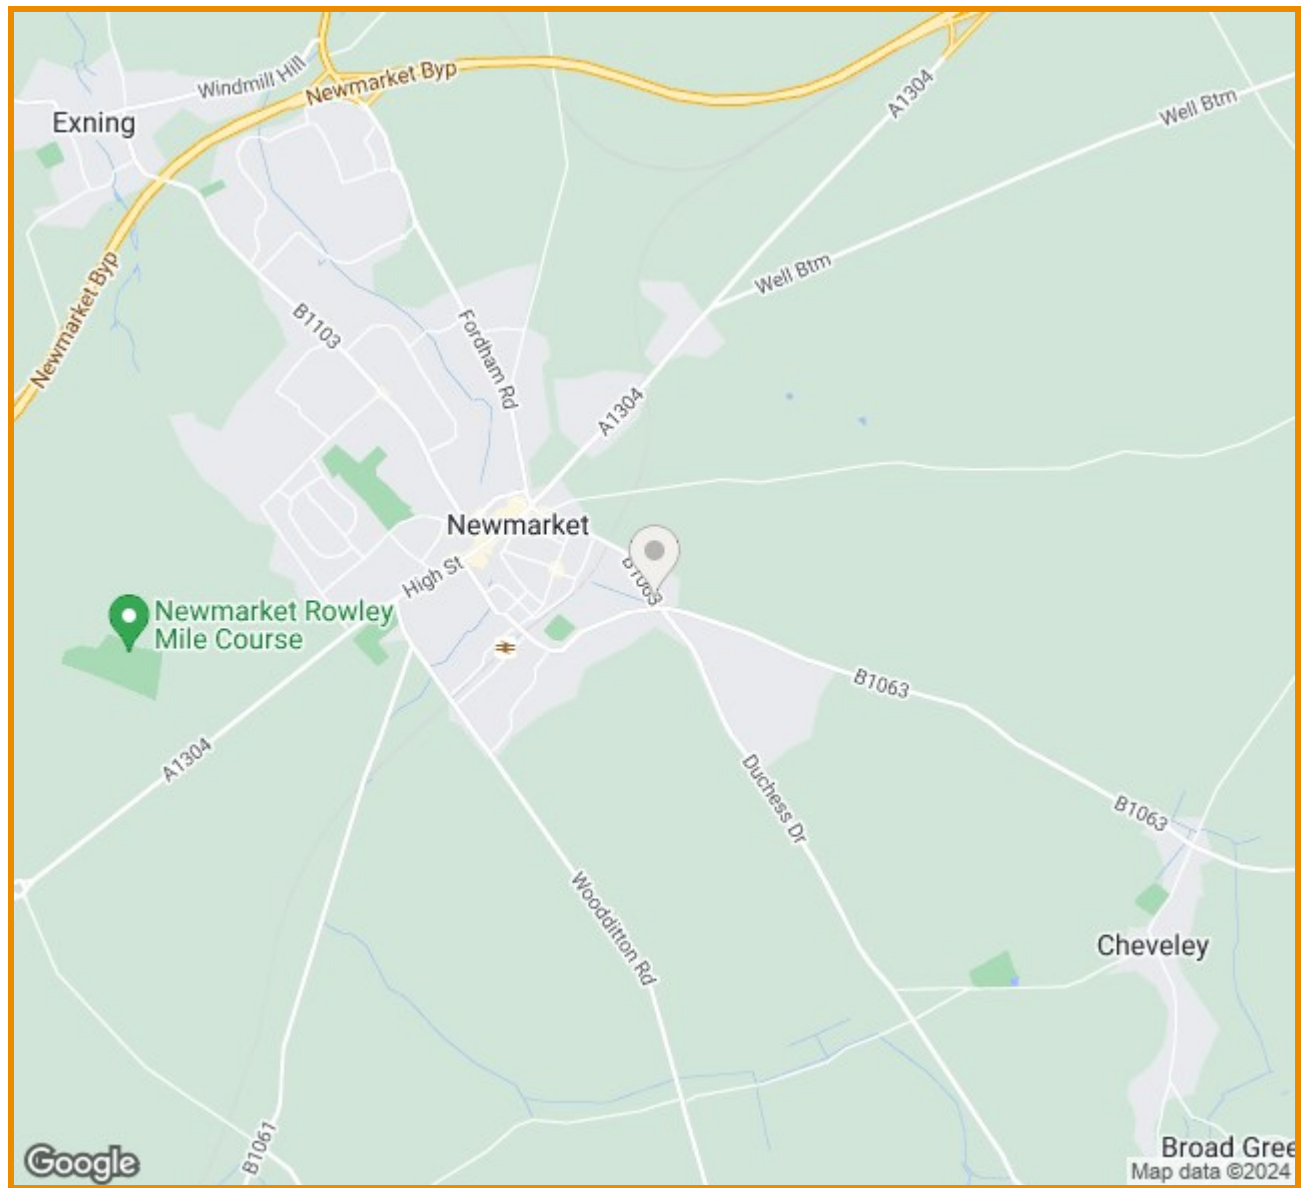 Windmill Hill
Newmarket Byp
A1304
Well Btm
Exning
Well Btm
Newmarket Byp
B1103
Fordham Rd
A1304
Newmarket
High St
B1063
Newmarket Rowley
Mile Course
B1063
A1304
Duchess Dr
B1063
Woodditton Rd
Cheveley
B1061
Broad Gree
Google
Map data ©2024